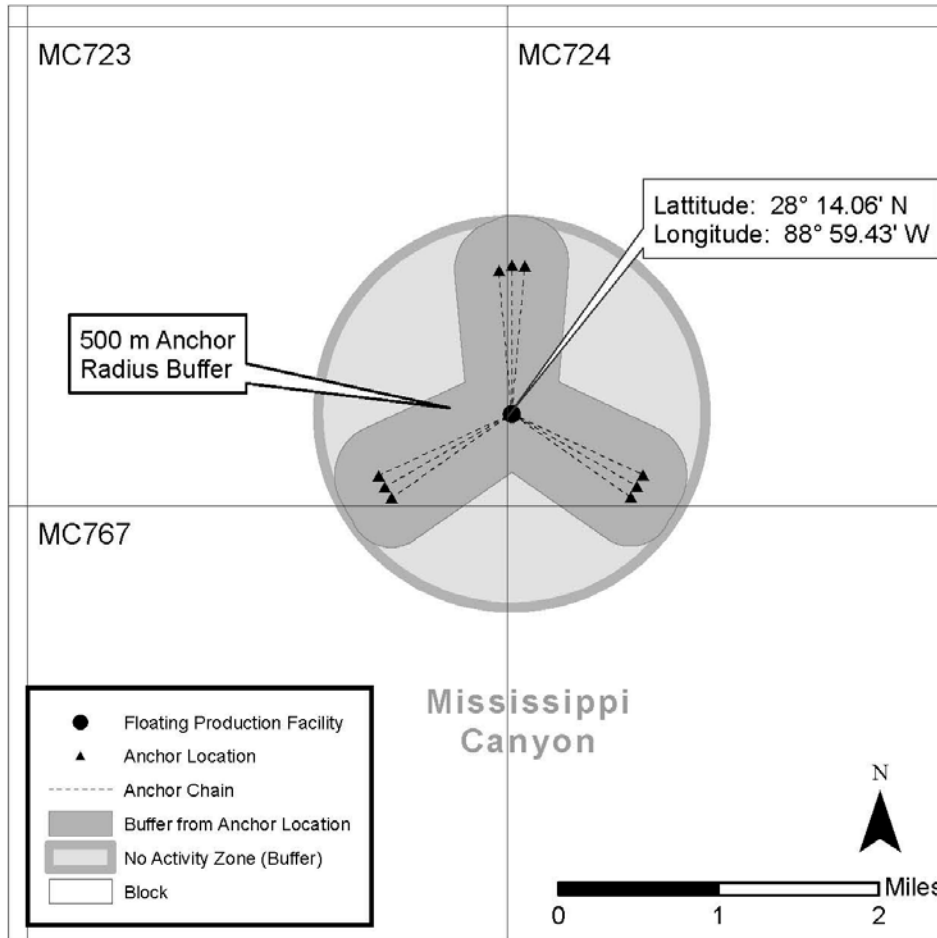 MC723
MC724
Lattitude: 28° 14.06' N
Longitude: 88° 59.43' W
500 m Anchor
Radius Buffer
MC767
Mississippi
Canyon
Floating Production Facility
Anchor Location
Anchor Chain
Buffer from Anchor Location
No Activity Zone (Buffer)
Block
N
Miles
0 1 2